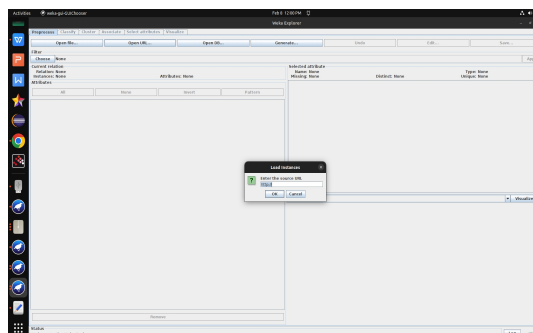 Activities
weka-gui-GUIChooser
Feb 8 12:00 PM
Weka Explorer
Preprocess Classify Cluster Associate Select attributes Visualize
Open file... Open URL... Open DB... Generate... Undo Edit... Save...
Filter
Choose None
Current relation
Relation: None
Instances: None
Attributes: None
Selected attribute
Name: None
Missing: None
Distinct: None
Type: None
Unique: None
Attributes
All None Invert Pattern
Load Instances
Enter the source URL
http://
OK Cancel
Visualize
Remove
Status